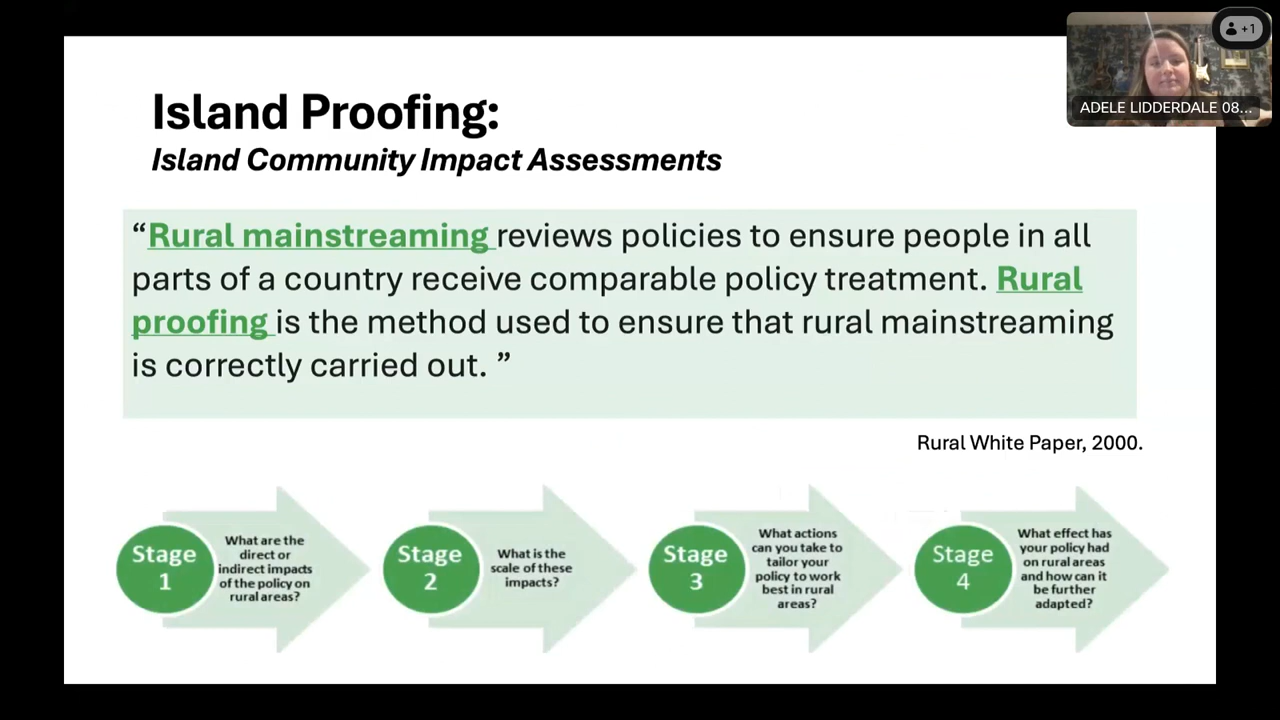 +1
ADELE LIDDERDALE 08...
Island Proofing:
Island Community Impact Assessments
“Rural mainstreaming reviews policies to ensure people in all
parts of a country receive comparable policy treatment. Rural
proofing is the method used to ensure that rural mainstreaming
is correctly carried out. ”
Rural White Paper, 2000.
Stage
1
What are the
direct or
indirect impacts
of the policy on
rural areas?
Stage
2
What is the
scale of these
impacts?
Stage
3
What actions
can you take to
tailor your
policy to work
best in rural
areas?
Stage
4
What effect has
your policy had
on rural areas
and how can it
be further
adapted?